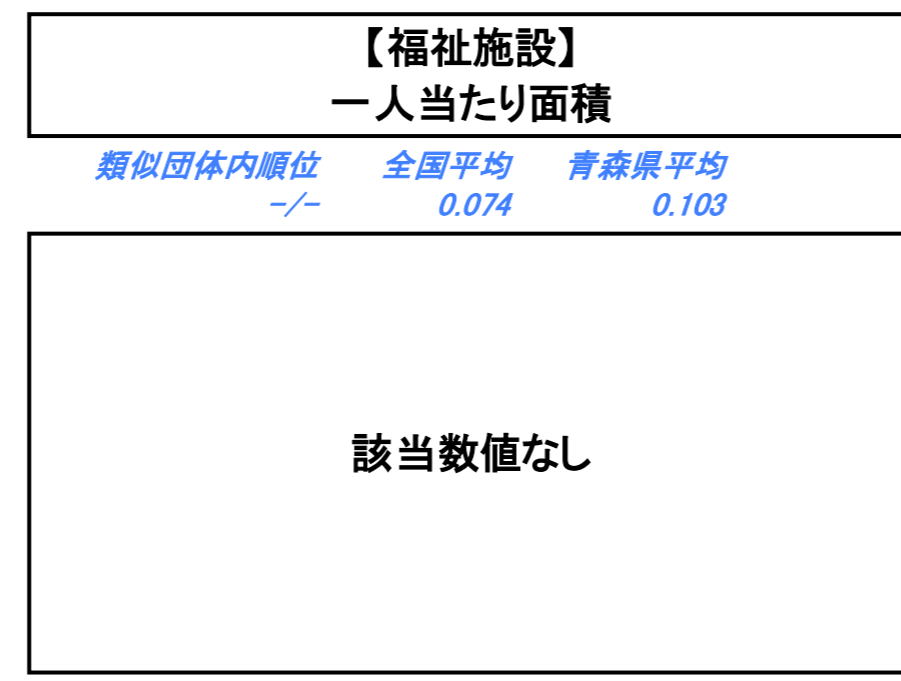 【福祉施設】
一人当たり面積
類似団体内順位 全国平均 青森県平均
-/- 0.074 0.103
該当数値なし